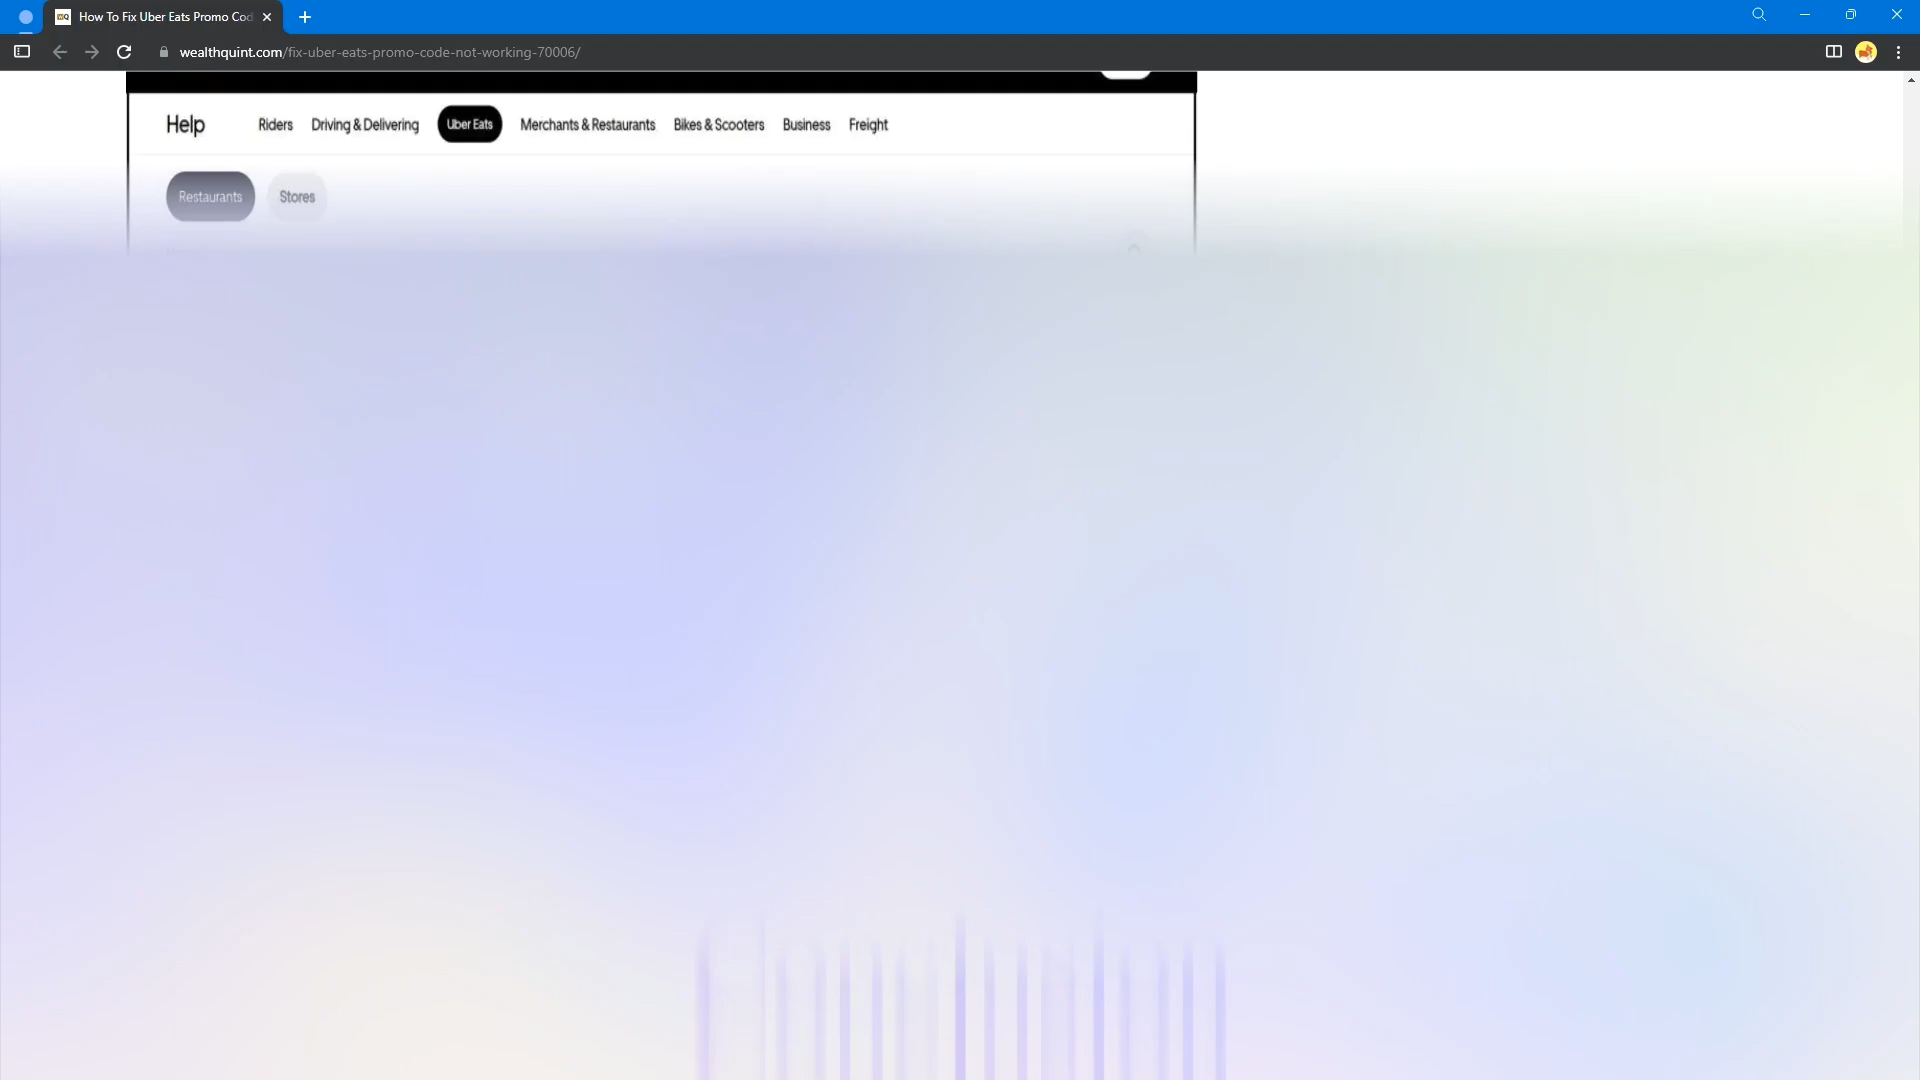 How To Fix Uber Eats Promo Cod
wealthquint.com/fix-uber-eats-promo-code-not-working-70006/
Help Riders Driving & Delivering Uber Eats Merchants & Restaurants Bikes & Scooters Business Freight
Restaurants Stores